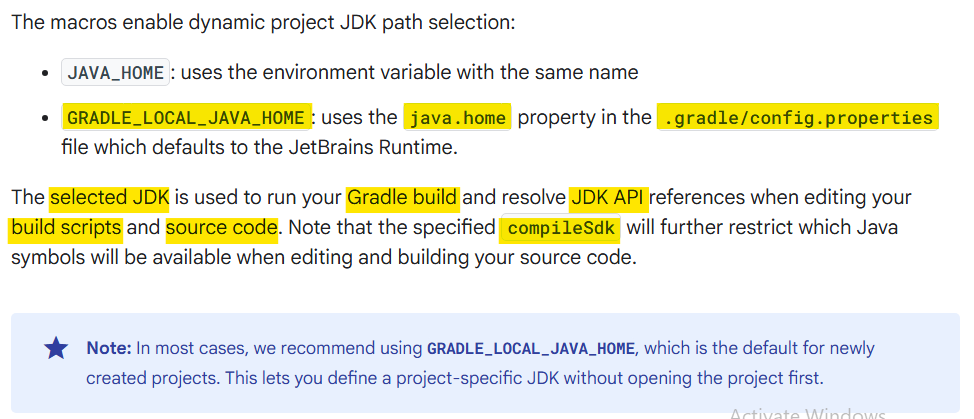 The macros enable dynamic project JDK path selection:
• JAVA_HOME: uses the environment variable with the same name
• GRADLE_LOCAL_JAVA_HOME: uses the java.home property in the .gradle/config.properties
file which defaults to the JetBrains Runtime.
The selected JDK is used to run your Gradle build and resolve JDK API references when editing your
build scripts and source code. Note that the specified compileSdk will further restrict which Java
symbols will be available when editing and building your source code.
Note: In most cases, we recommend using GRADLE_LOCAL_JAVA_HOME, which is the default for newly
created projects. This lets you define a project-specific JDK without opening the project first.
Activate Windows